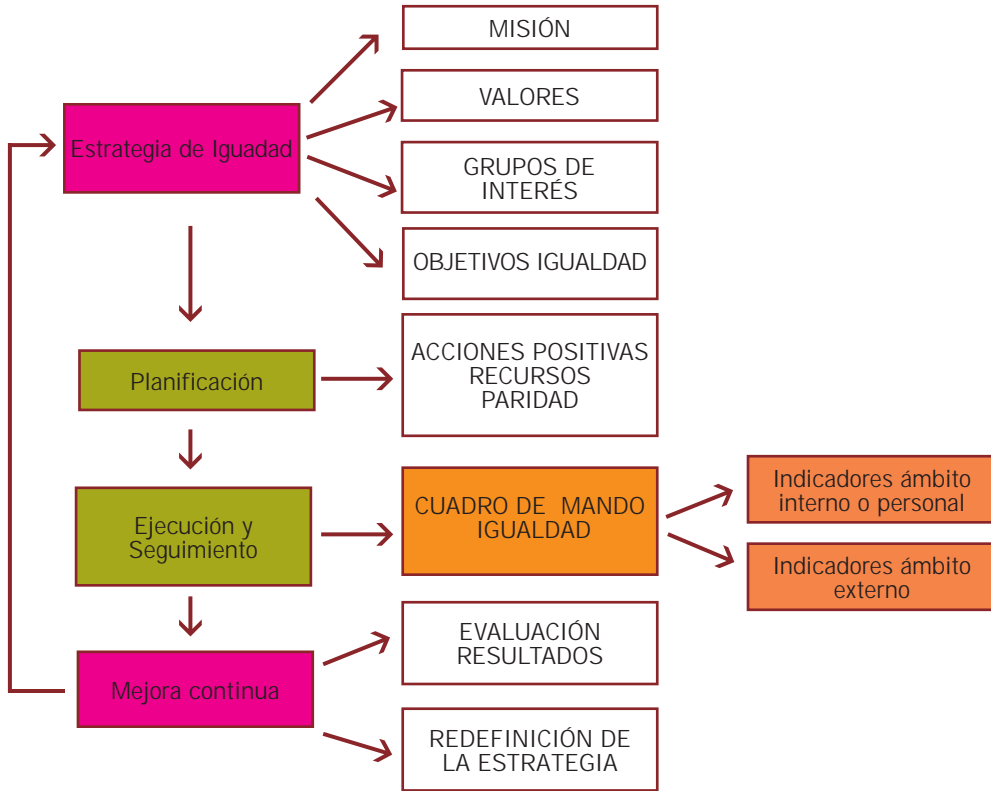 MISIÓN
VALORES
Estrategia de Iguadad
GRUPOS DE
INTERÉS
OBJETIVOS IGUALDAD
ACCIONES POSITIVAS
RECURSOS
PARIDAD
Planificación
CUADRO DE MANDO
IGUALDAD
Indicadores ámbito
interno o personal
Ejecución y
Seguimiento
Indicadores ámbito
externo
EVALUACIÓN
RESULTADOS
Mejora continua
REDEFINICIÓN DE
LA ESTRATEGIA